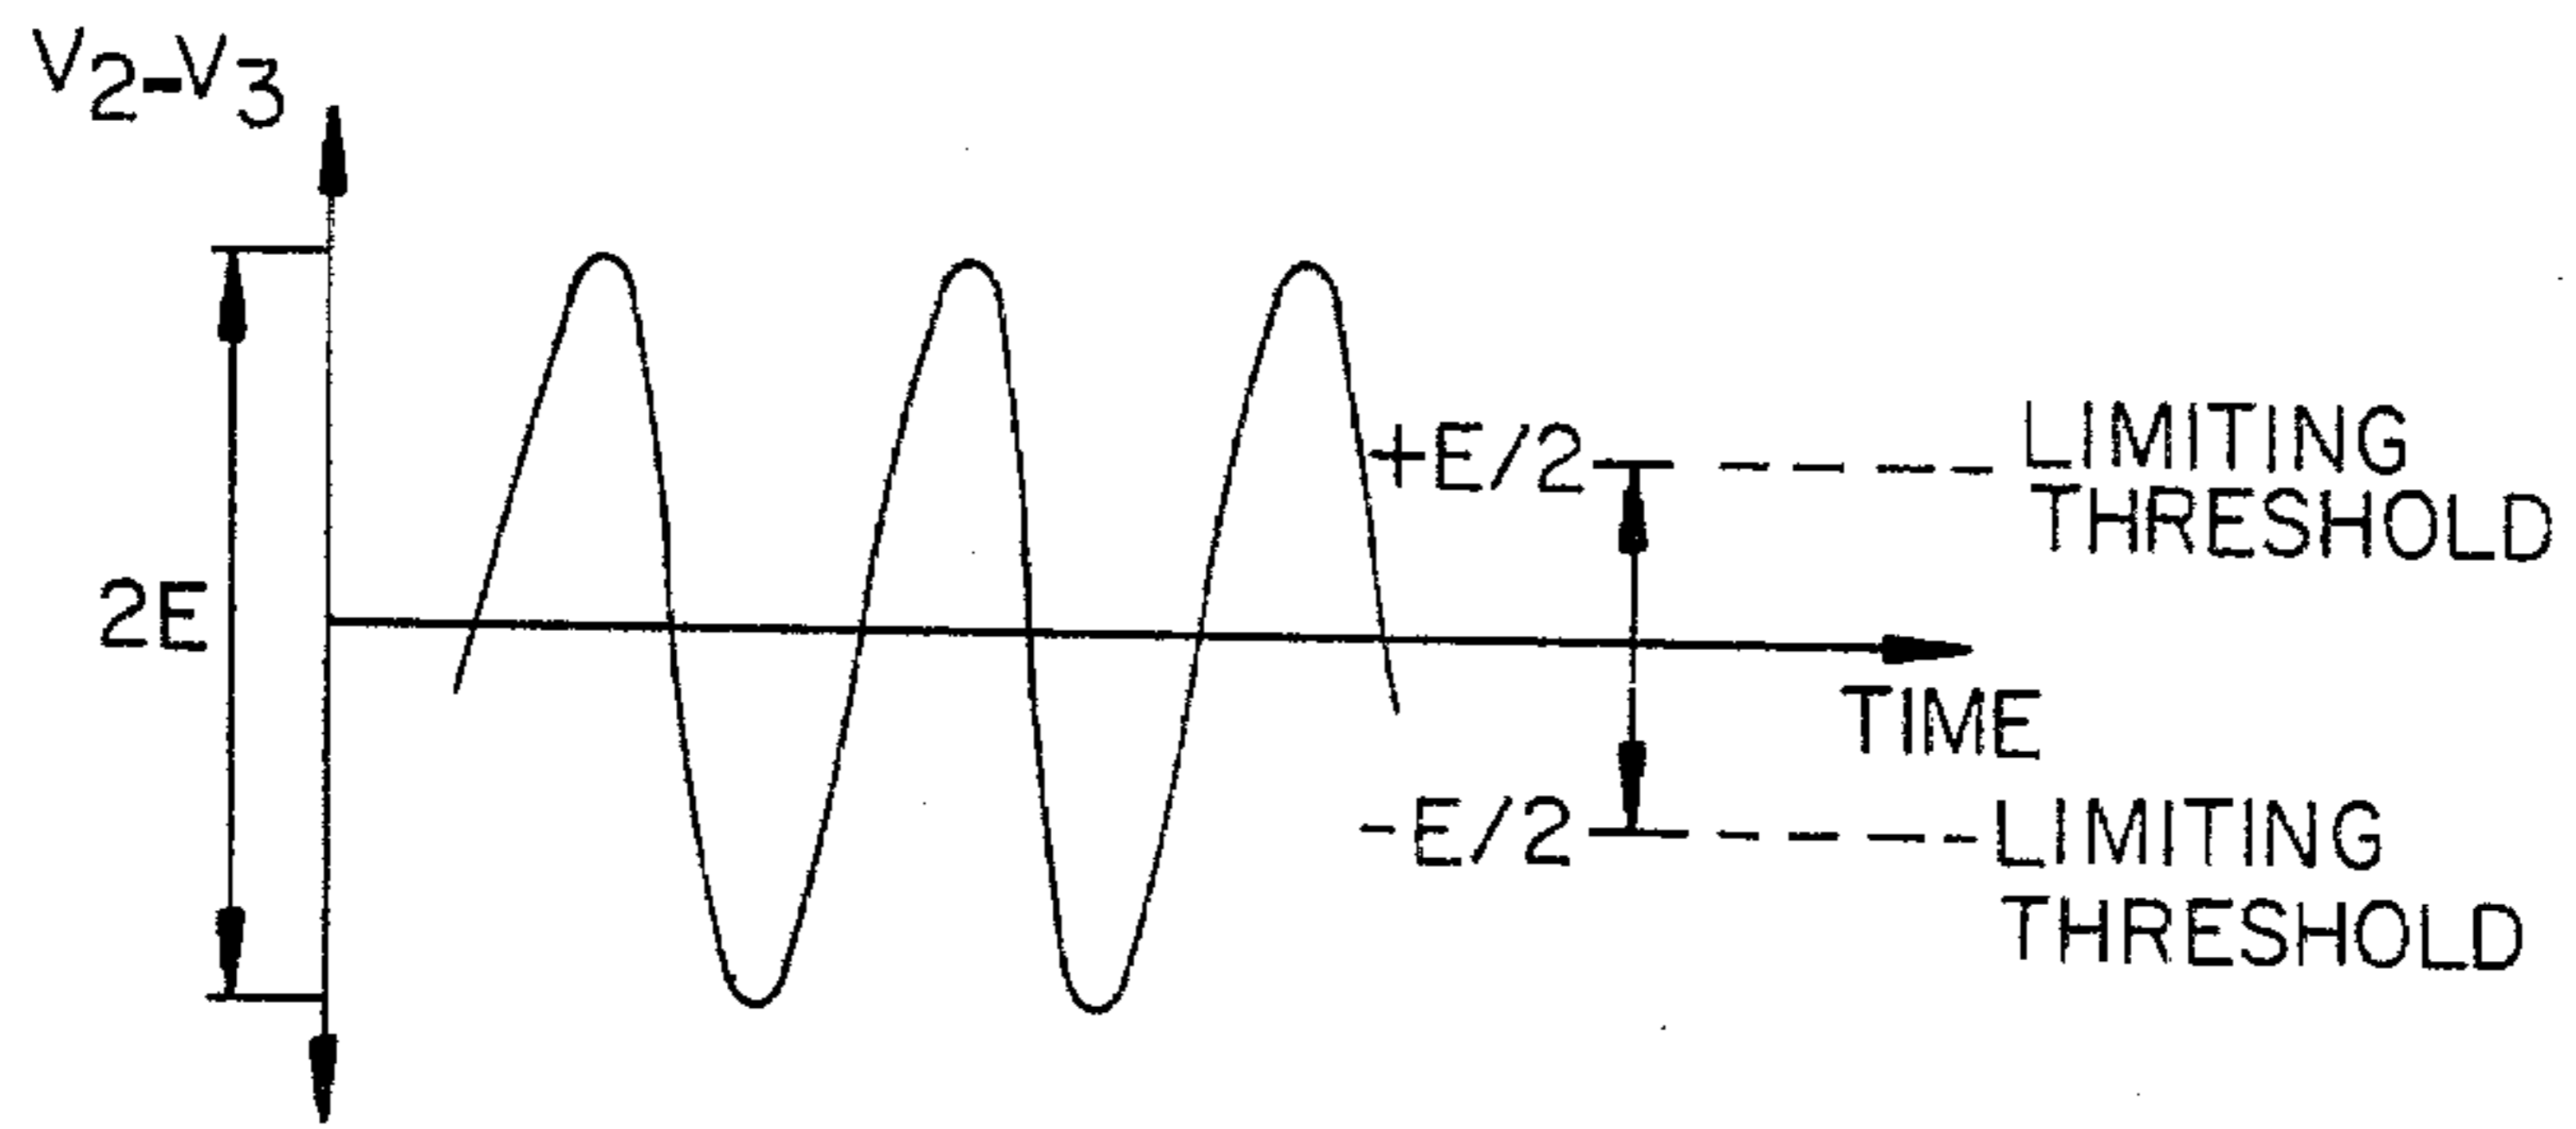 V2-V3
+E/2
LIMITING
THRESHOLD
2E
TIME
-E/2
LIMITING
THRESHOLD